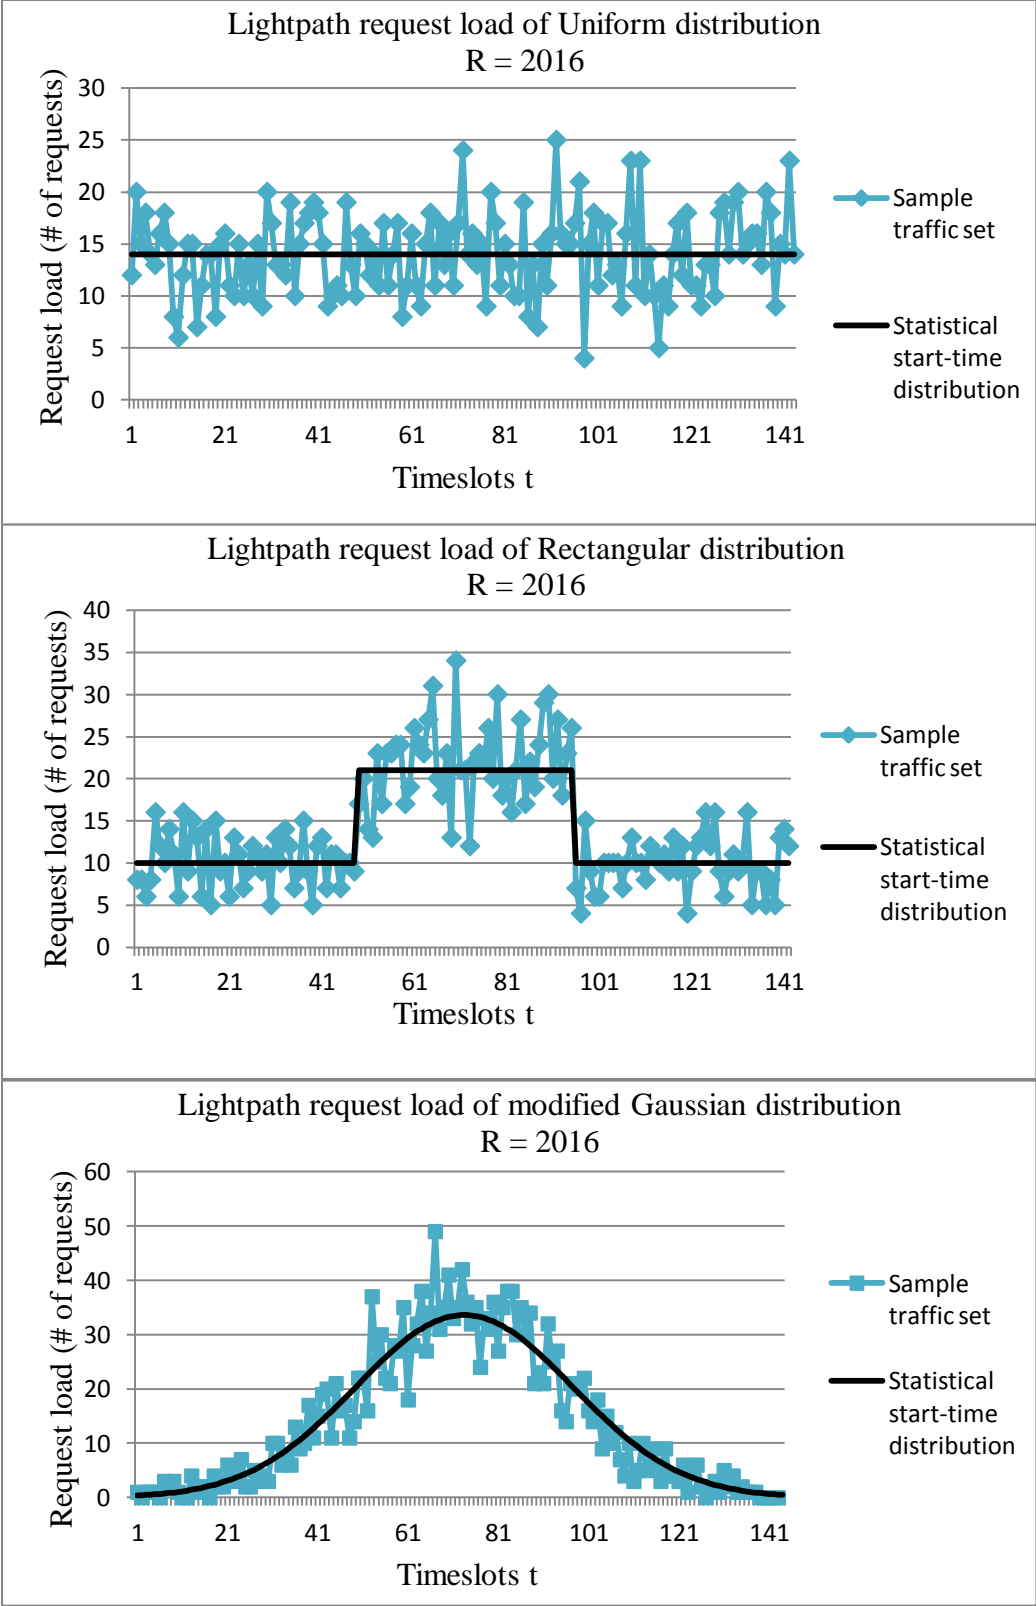 Lightpath request load of Uniform distribution
R = 2016
Request load (# of requests)
30
25
20
15
10
5
0
1 21 41 61 81 101 121 141
Timeslots t
Sample
traffic set
Statistical
start-time
distribution
Lightpath request load of Rectangular distribution
R = 2016
Request load (# of requests)
40
35
30
25
20
15
10
5
0
1 21 41 61 81 101 121 141
Timeslots t
Sample
traffic set
Statistical
start-time
distribution
Lightpath request load of modified Gaussian distribution
R = 2016
Request load (# of requests)
60
50
40
30
20
10
0
1 21 41 61 81 101 121 141
Timeslots t
Sample
traffic set
Statistical
start-time
distribution